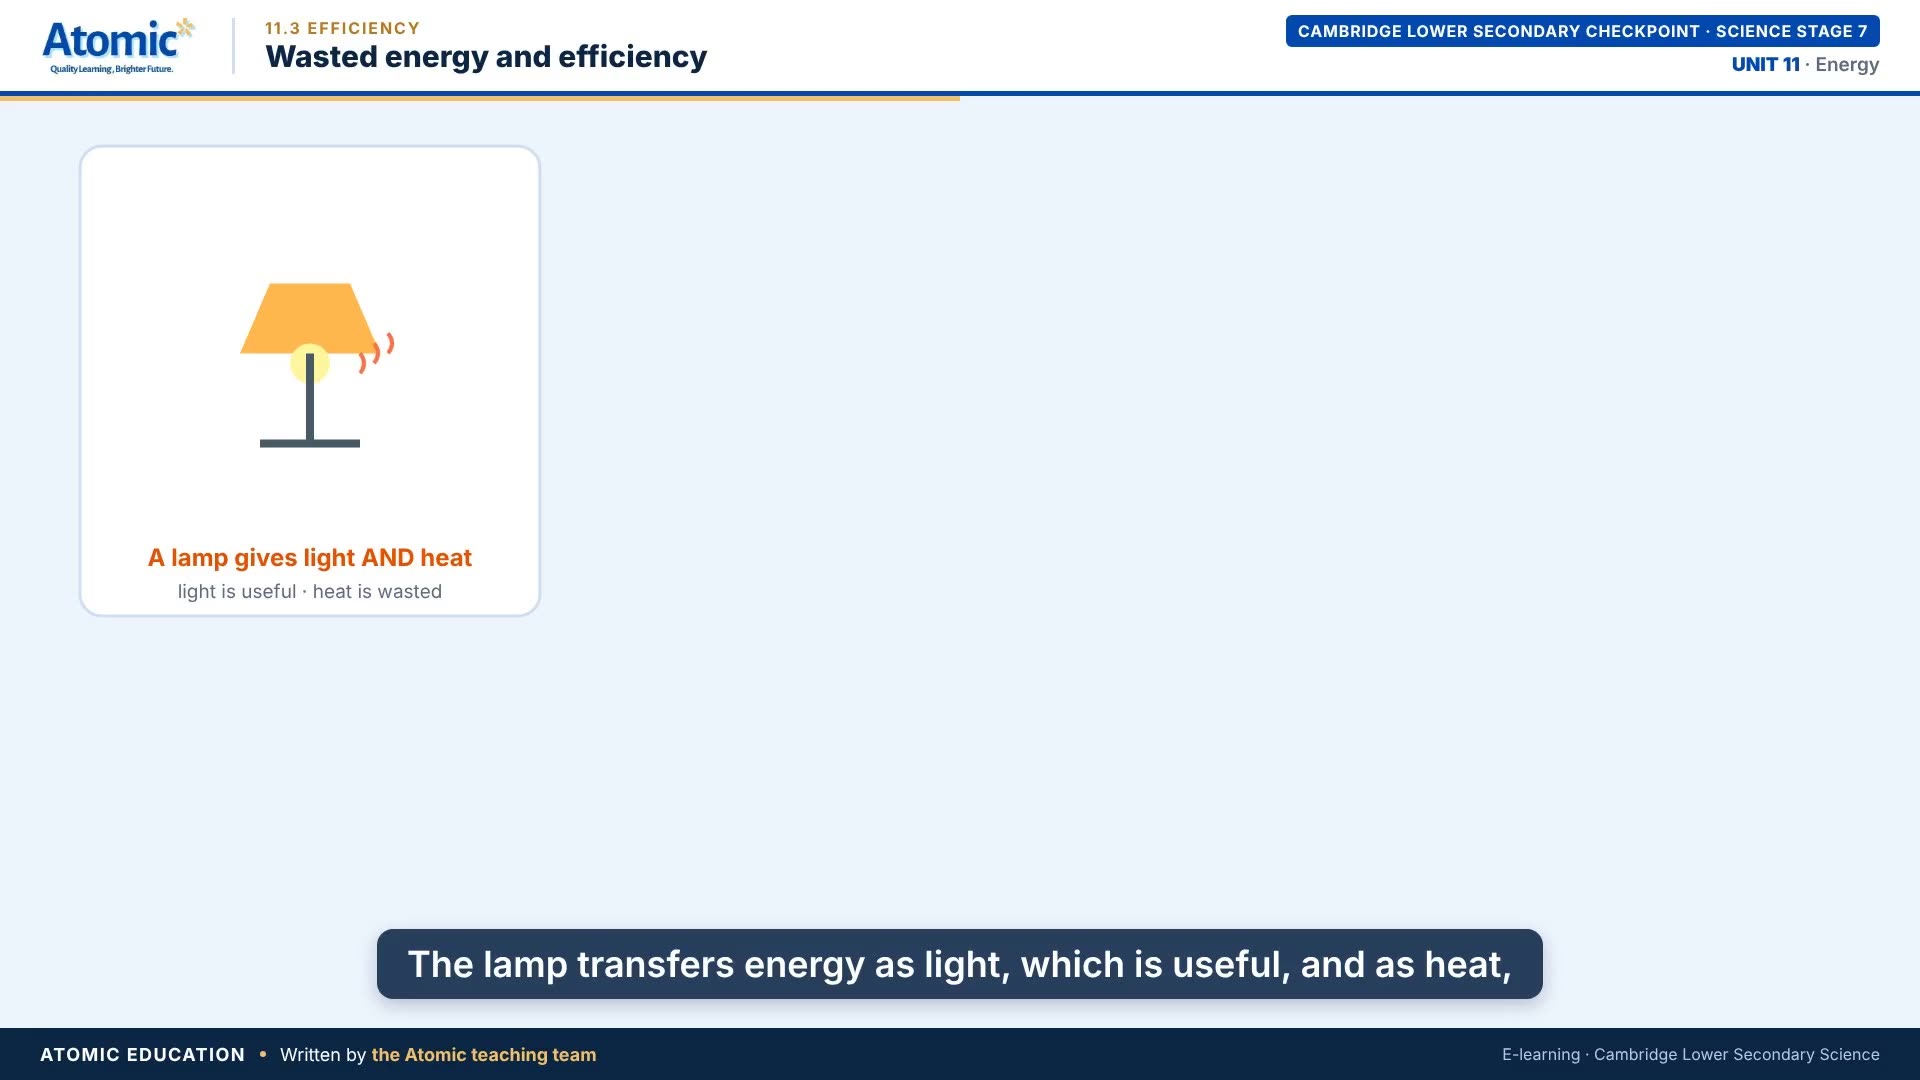 Atomic
Quality Learning, Brighter Future.
11.3 EFFICIENCY
Wasted energy and efficiency
CAMBRIDGE LOWER SECONDARY CHECKPOINT · SCIENCE STAGE 7
UNIT 11 · Energy
A lamp gives light AND heat
light is useful · heat is wasted
The lamp transfers energy as light, which is useful, and as heat,
ATOMIC EDUCATION • Written by the Atomic teaching team
E-learning · Cambridge Lower Secondary Science